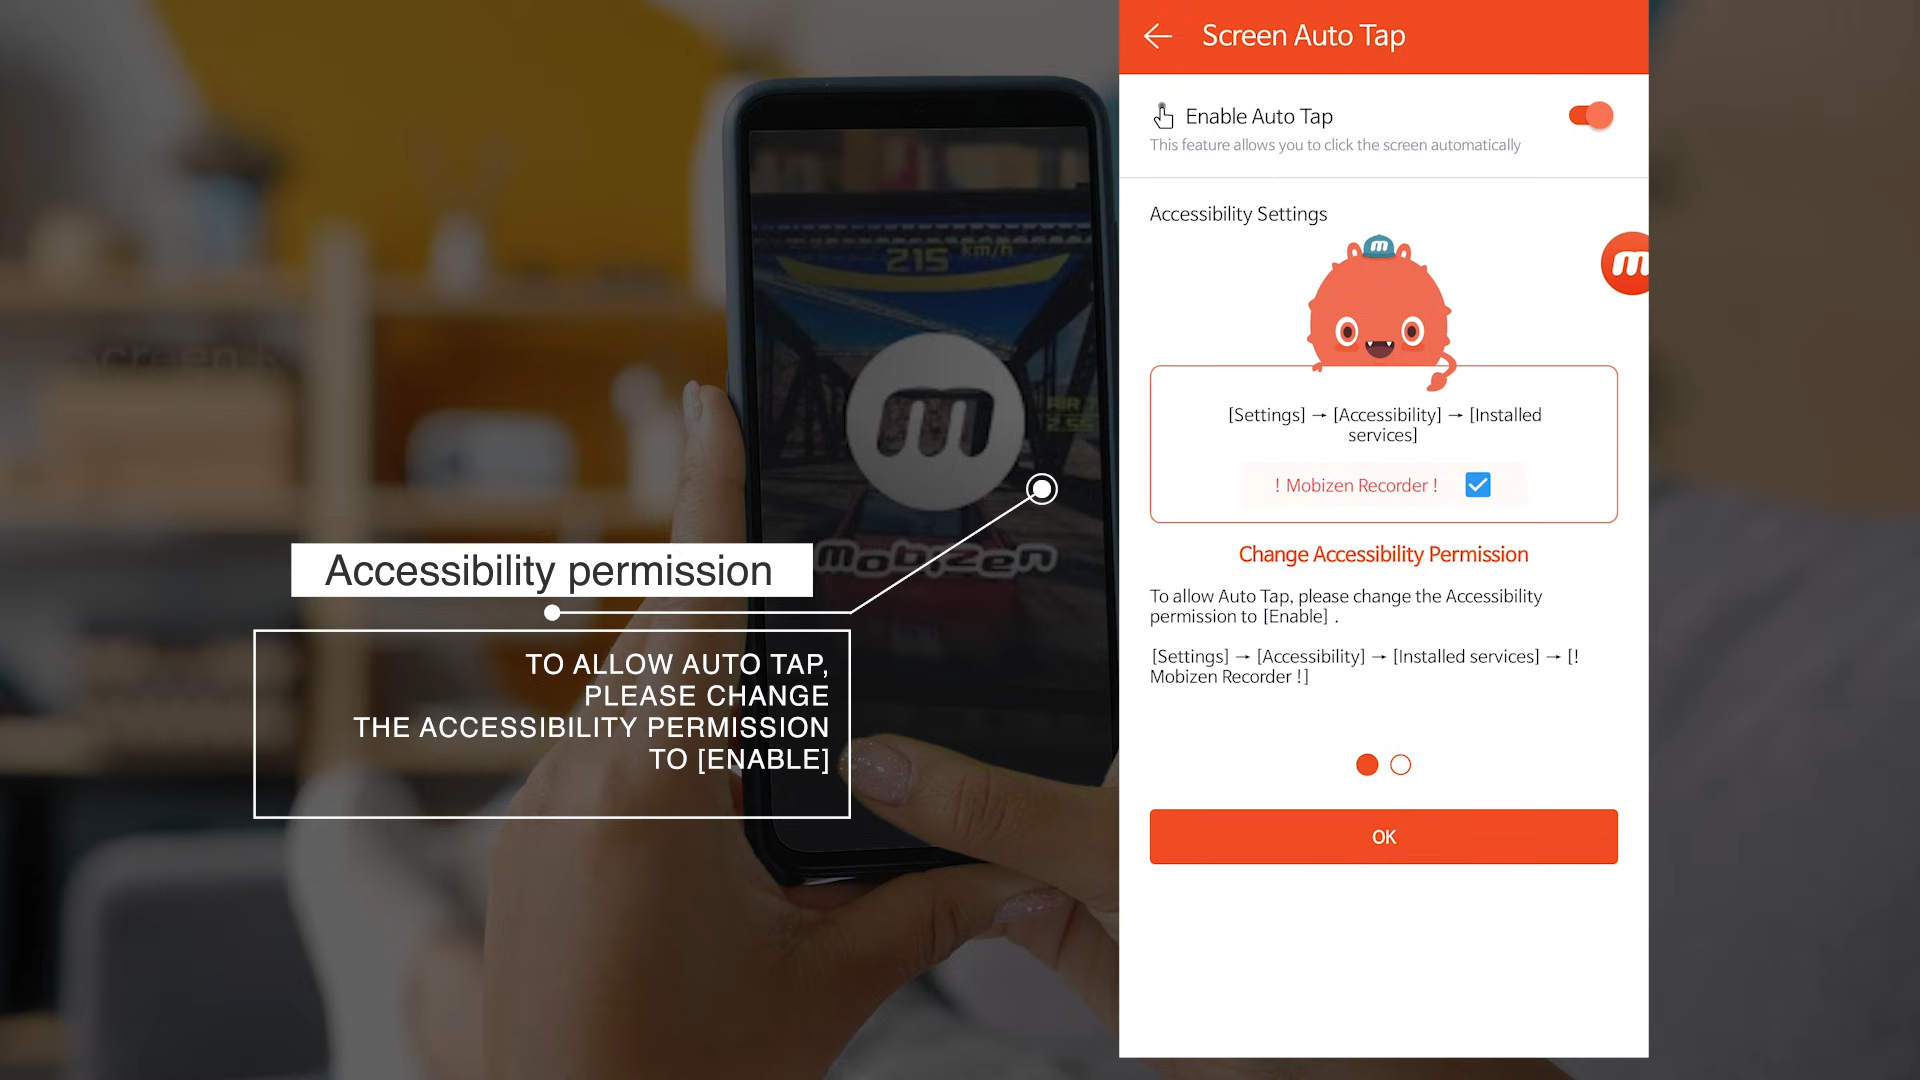 Screen Auto Tap
Enable Auto Tap
This feature allows you to click the screen automatically
Accessibility Settings
m
m
[Settings] → [Accessibility] → [Installed
services]
! Mobizen Recorder !
Change Accessibility Permission
To allow Auto Tap, please change the Accessibility
permission to [Enable] .
[Settings] → [Accessibility] → [Installed services] → [!
Mobizen Recorder !]
OK
215 km/h
m
mobizen
Accessibility permission
TO ALLOW AUTO TAP,
PLEASE CHANGE
THE ACCESSIBILITY PERMISSION
TO [ENABLE]